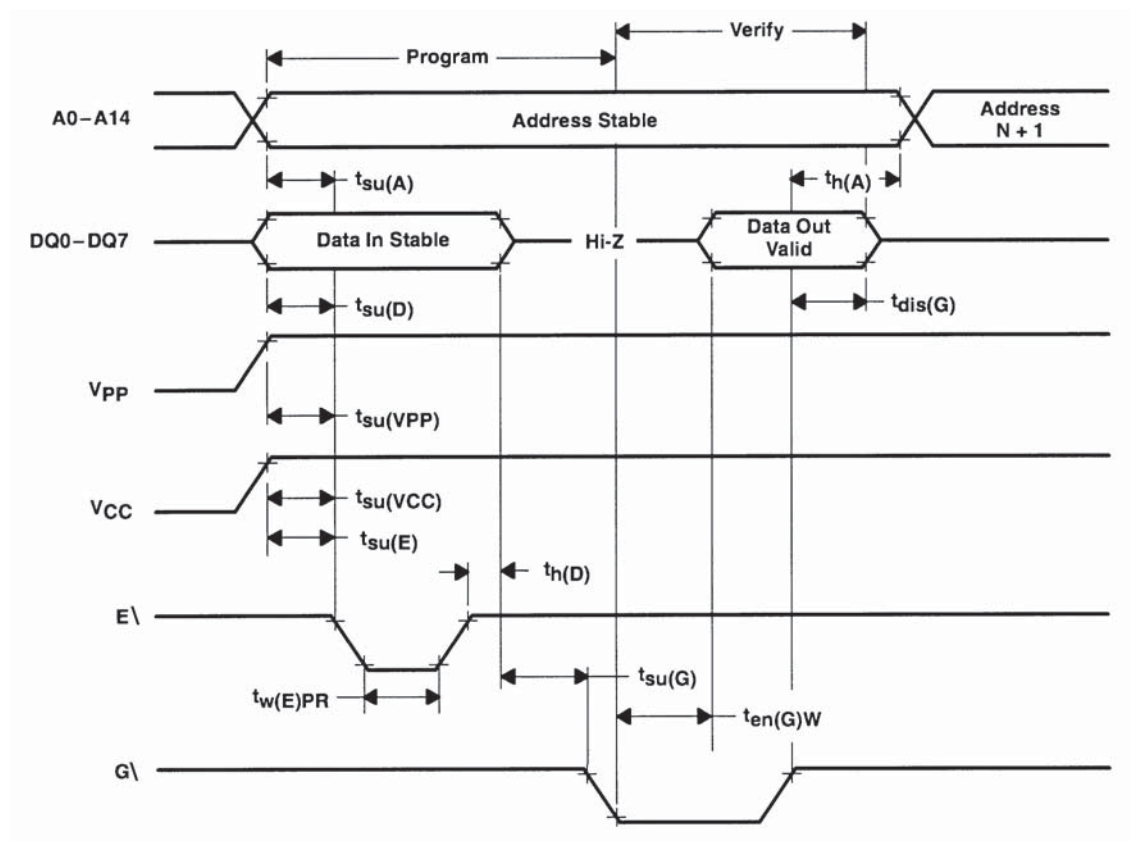 Verify
Program
A0–A14
Address Stable
Address
N + 1
tsu(A)
th(A)
DQ0–DQ7
Data In Stable
Hi-Z
Data Out
Valid
tsu(D)
tdis(G)
VPP
tsu(VPP)
VCC
tsu(VCC)
tsu(E)
th(D)
E\
tw(E)PR
tsu(G)
ten(G)W
G\